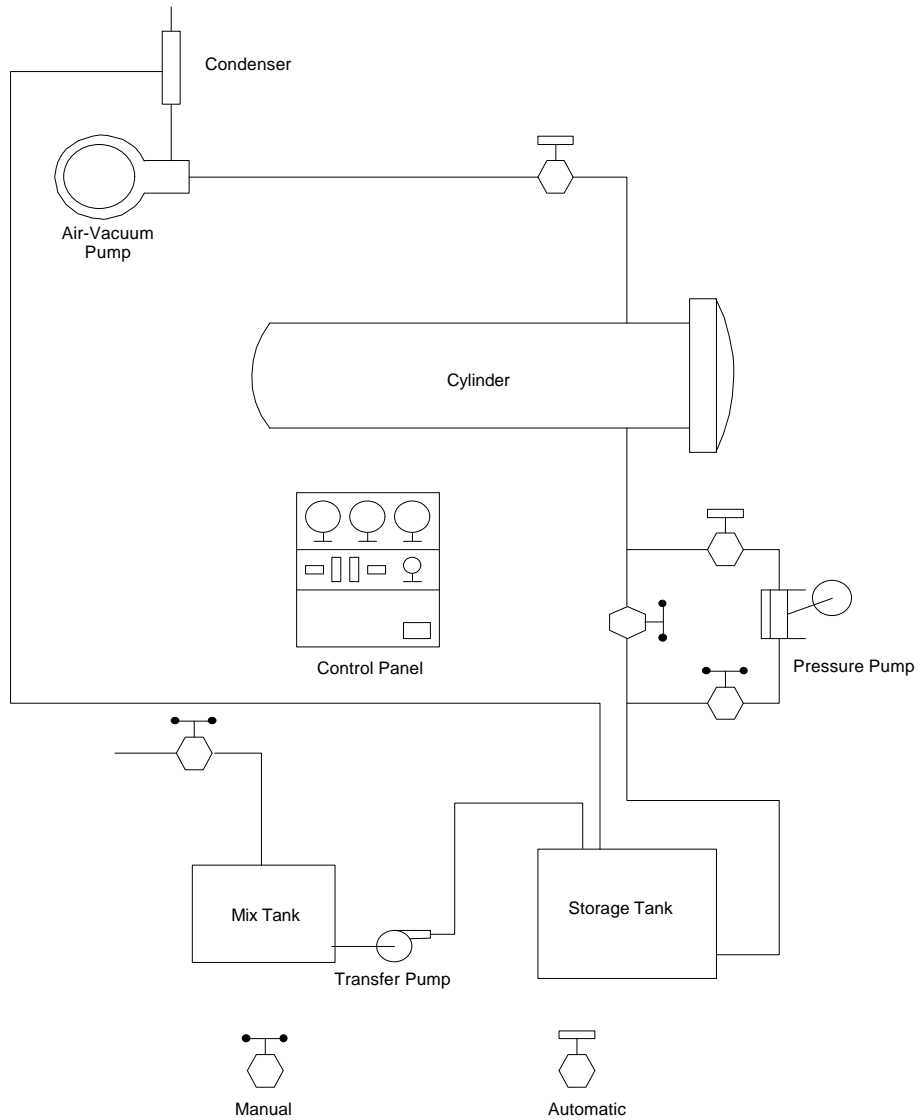 Condenser
Air-Vacuum
Pump
Cylinder
Control Panel
Pressure Pump
Mix Tank
Storage Tank
Transfer Pump
Manual
Automatic